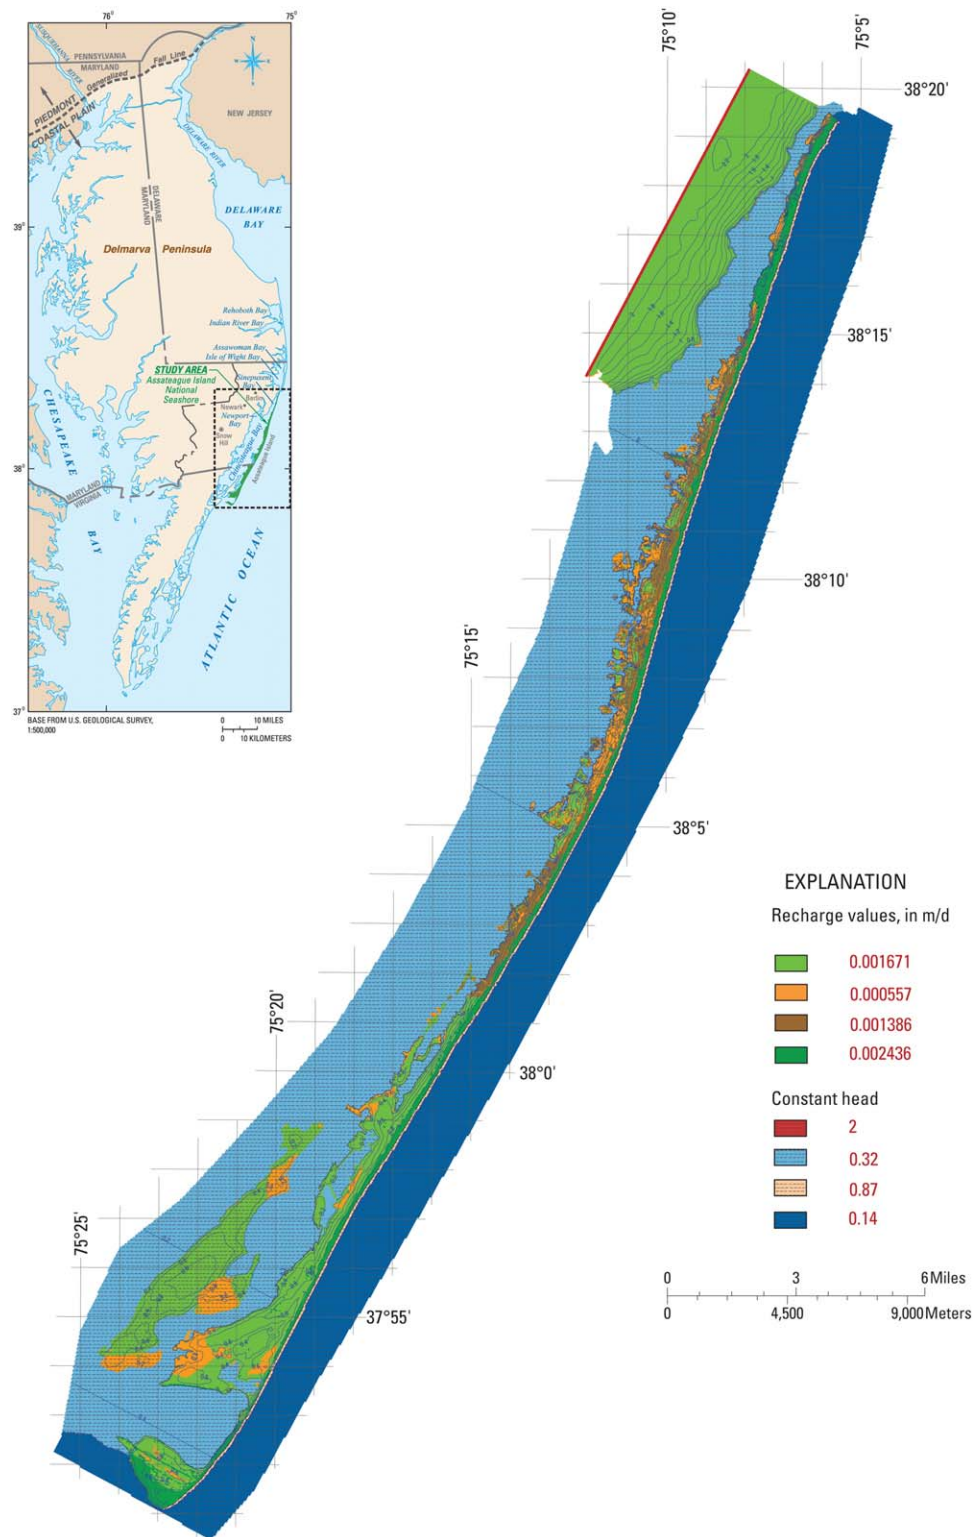 76°
75°
SUSQUEHANNA
RIVER
PENNSYLVANIA
MARYLAND
Generalized
Fall Line
N
S
PIEDMONT
COASTAL PLAIN
NEW JERSEY
DELAWARE RIVER
DELAWARE
MARYLAND
DELAWARE
BAY
39°
Delmarva Peninsula
Rehoboth Bay
Indian River Bay
Assawoman Bay
Isle of Wight Bay
STUDY AREA
Assateague Island
National
Seashore
Sinepuxent
Bay
Berlin
Newark
Newport
Bay
Snow
Hill
Chincoteague Bay
Assateague Island
CHESAPEAKE
BAY
38°
MARYLAND
VIRGINIA
ATLANTIC OCEAN
37°
BASE FROM U.S. GEOLOGICAL SURVEY,
1:500,000
0 10 MILES
0 10 KILOMETERS
75°10'
75°5'
38°20'
38°15'
38°10'
75°15'
38°5'
75°20'
38°0'
75°25'
37°55'
EXPLANATION
Recharge values, in m/d
0.001671
0.000557
0.001386
0.002436
Constant head
2
0.32
0.87
0.14
0 3 6 Miles
0 4,500 9,000 Meters